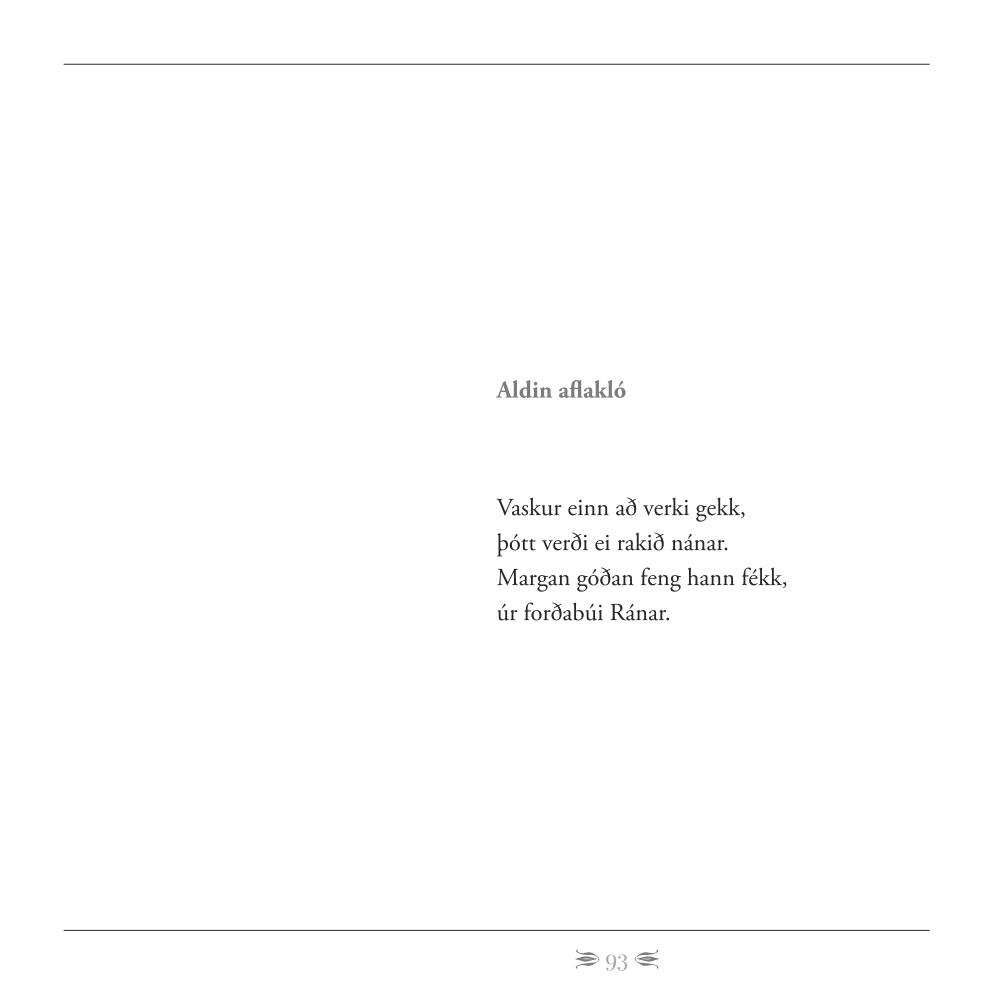 Aldin aflakló
Vaskur einn að verki gekk,
þótt verði ei rakið nánar.
Margan góðan feng hann fékk,
úr forðabúi Ránar.
93